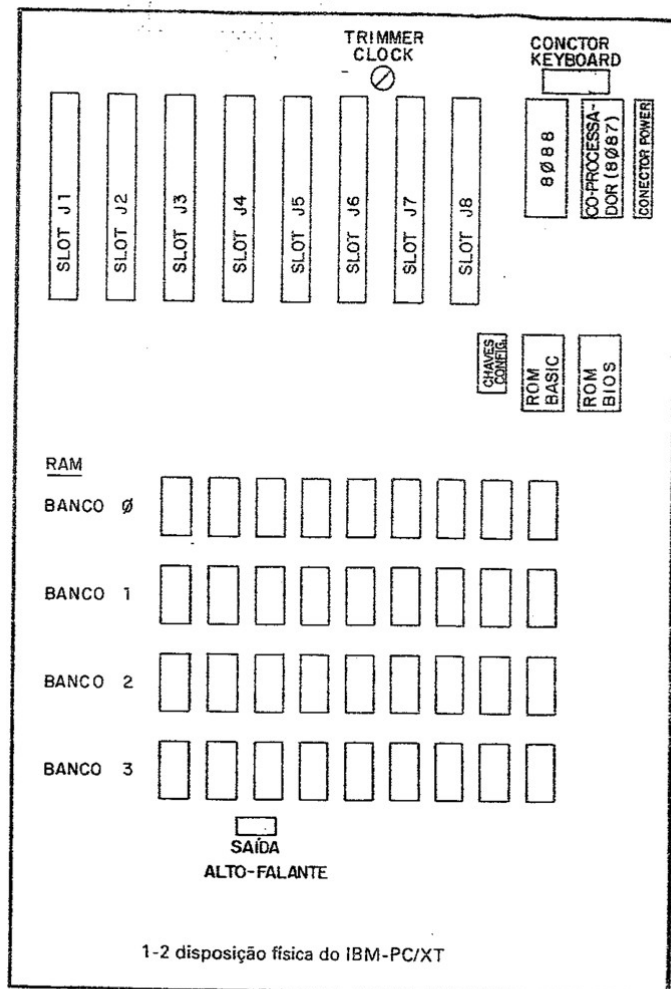 TRIMMER
CLOCK
CONCTOR
KEYBOARD
SLOT J1
SLOT J2
SLOT J3
SLOT J4
SLOT J5
SLOT J6
SLOT J7
SLOT J8
8Ø88
CO-PROCESSA-
DOR (8Ø87)
CONECTOR POWER
CHAVES
CONFIG.
ROM
BASIC
ROM
BIOS
RAM
BANCO Ø
BANCO 1
BANCO 2
BANCO 3
SAÍDA
ALTO-FALANTE
1-2 disposição física do IBM-PC/XT